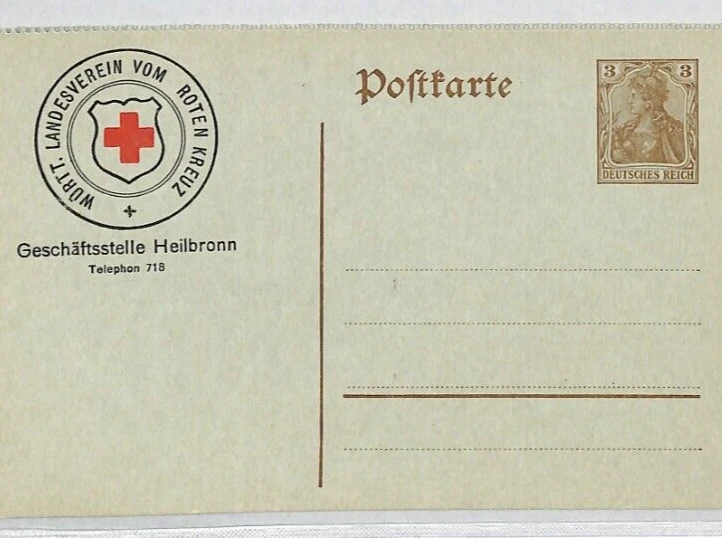 WÜRTT. LANDESVEREIN VOM ROTEN KREUZ
Geschäftsstelle Heilbronn
Telephon 718
Poſtkarte
3 3
DEUTSCHES REICH